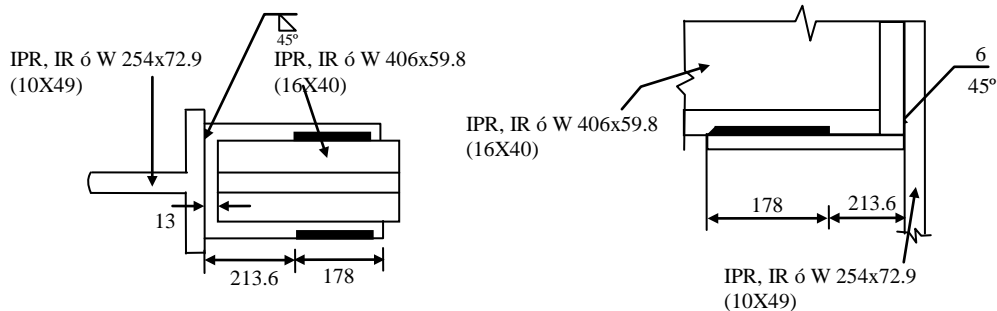 45º
IPR, IR ó W 254x72.9
(10X49)
IPR, IR ó W 406x59.8
(16X40)
13
213.6
178
6
45º
IPR, IR ó W 406x59.8
(16X40)
178
213.6
IPR, IR ó W 254x72.9
(10X49)